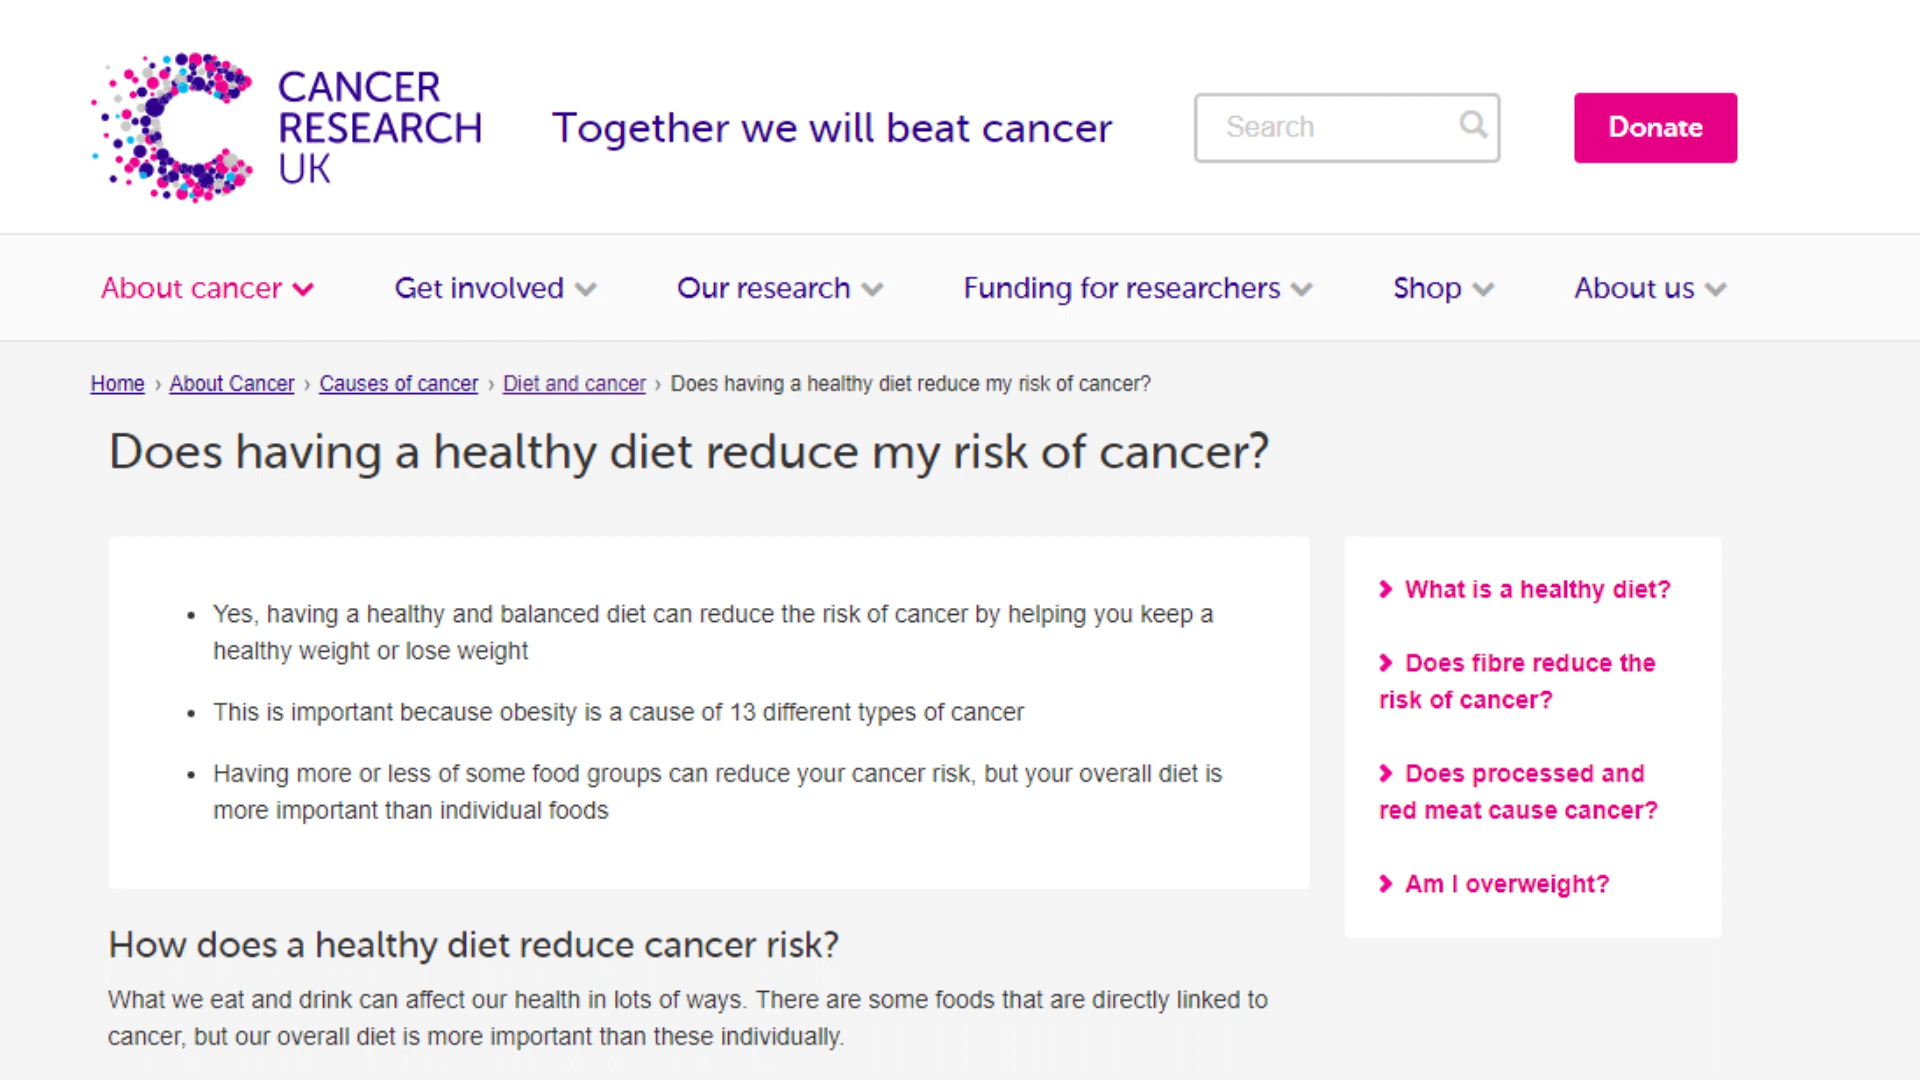 CANCER
RESEARCH
UK
Together we will beat cancer
Search
Donate
About cancer
Get involved
Our research
Funding for researchers
Shop
About us
Home › About Cancer › Causes of cancer › Diet and cancer › Does having a healthy diet reduce my risk of cancer?
Does having a healthy diet reduce my risk of cancer?
• Yes, having a healthy and balanced diet can reduce the risk of cancer by helping you keep a
healthy weight or lose weight
• This is important because obesity is a cause of 13 different types of cancer
• Having more or less of some food groups can reduce your cancer risk, but your overall diet is
more important than individual foods
What is a healthy diet?
Does fibre reduce the
risk of cancer?
Does processed and
red meat cause cancer?
Am I overweight?
How does a healthy diet reduce cancer risk?
What we eat and drink can affect our health in lots of ways. There are some foods that are directly linked to
cancer, but our overall diet is more important than these individually.